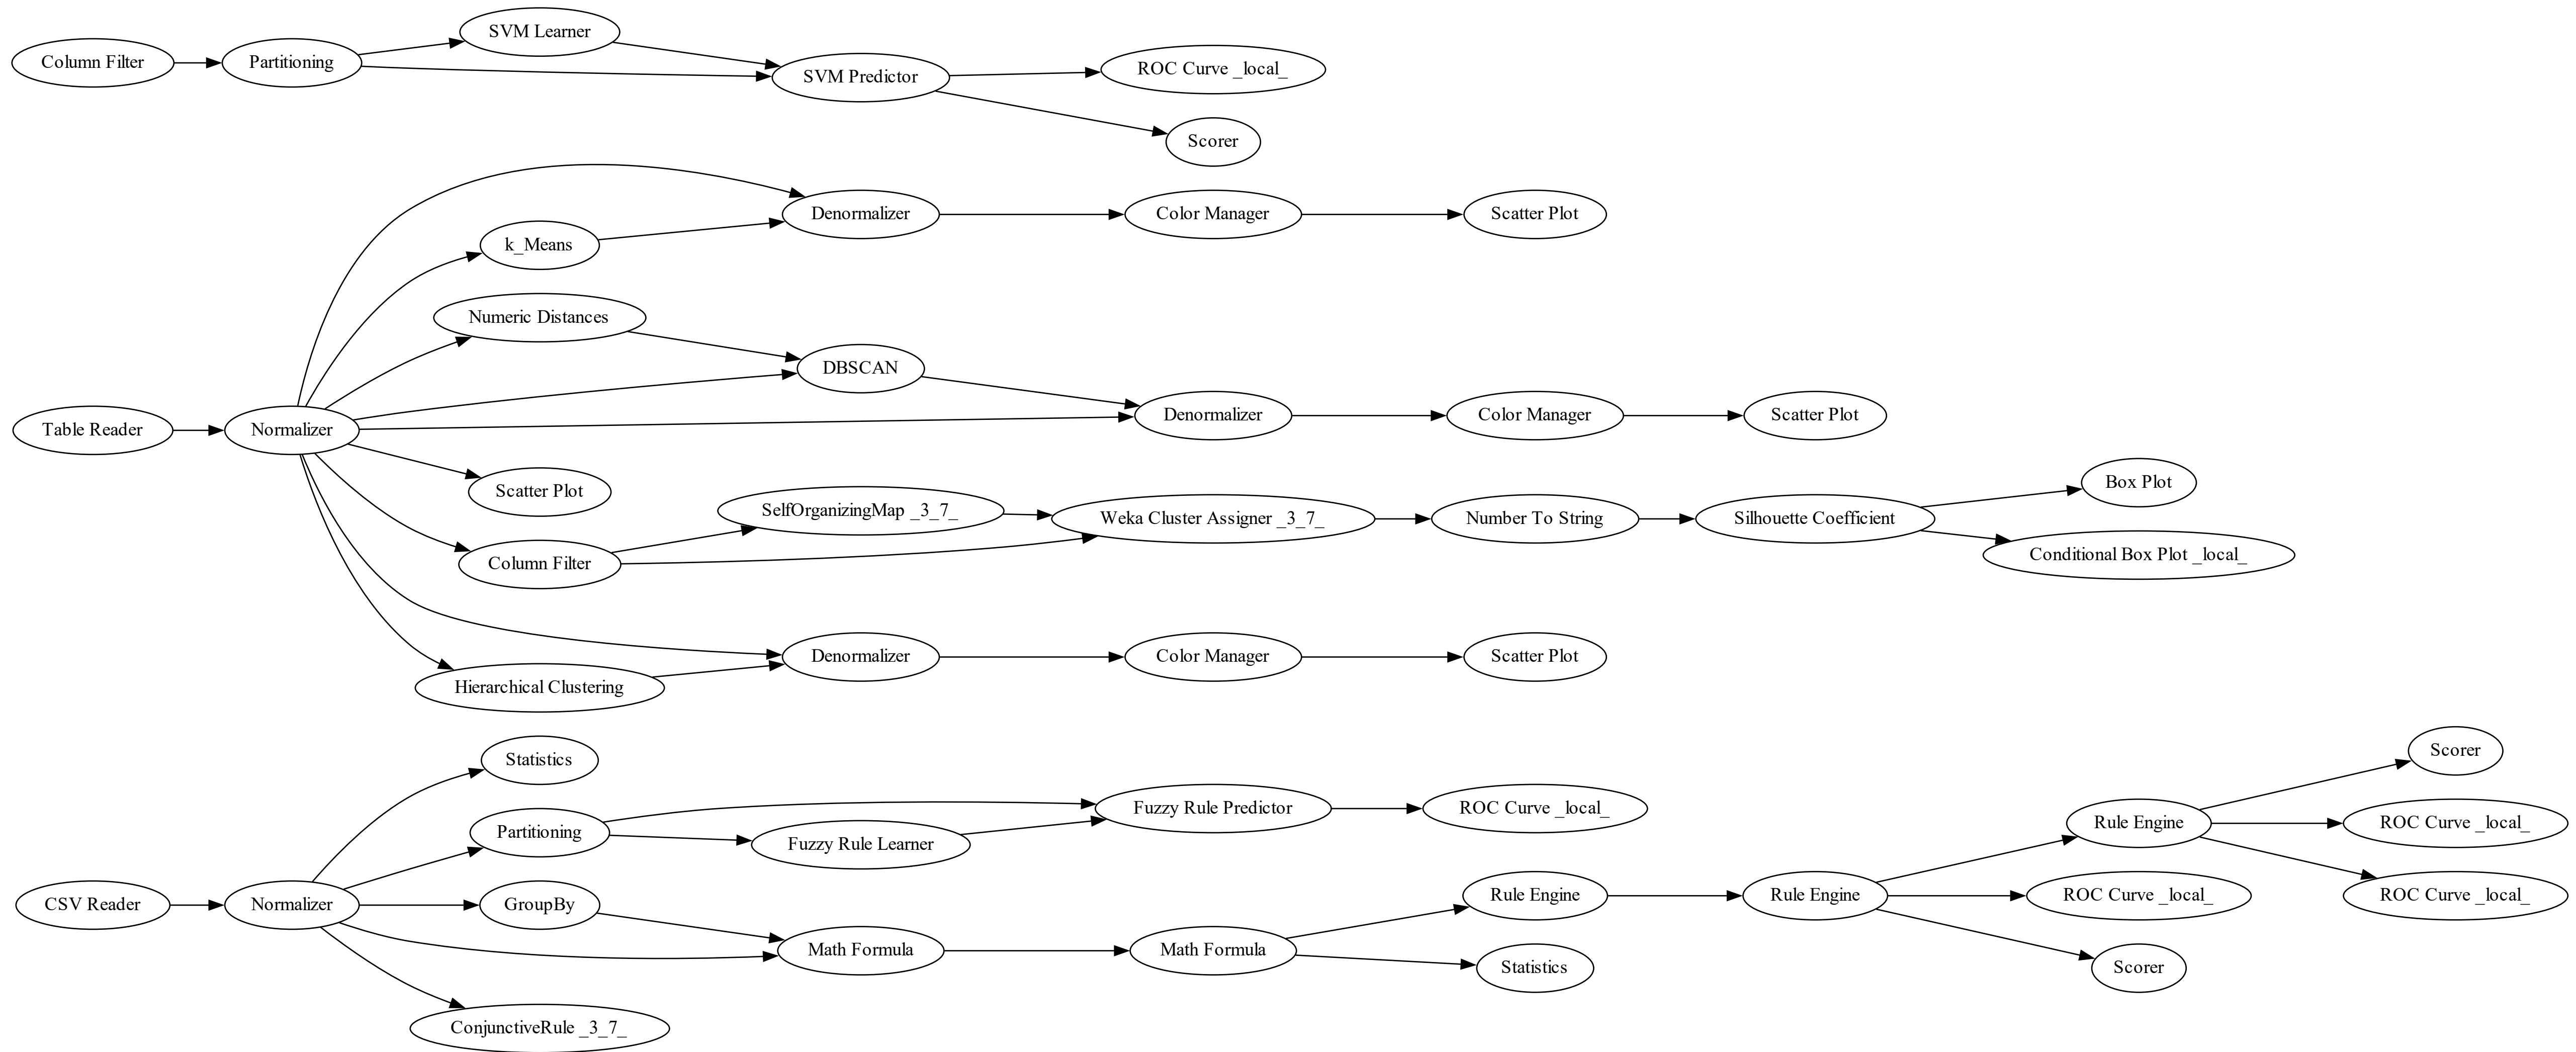 SVM Learner
Column Filter
Partitioning
SVM Predictor
ROC Curve _local_
Scorer
Denormalizer
Color Manager
Scatter Plot
k_Means
Numeric Distances
DBSCAN
Table Reader
Normalizer
Denormalizer
Color Manager
Scatter Plot
Scatter Plot
Box Plot
SelfOrganizingMap _3_7_
Weka Cluster Assigner _3_7_
Number To String
Silhouette Coefficient
Column Filter
Conditional Box Plot _local_
Denormalizer
Color Manager
Scatter Plot
Hierarchical Clustering
Statistics
Scorer
Partitioning
Fuzzy Rule Predictor
ROC Curve _local_
Fuzzy Rule Learner
Rule Engine
ROC Curve _local_
CSV Reader
Normalizer
GroupBy
Rule Engine
Rule Engine
ROC Curve _local_
ROC Curve _local_
Math Formula
Math Formula
Statistics
Scorer
ConjunctiveRule _3_7_